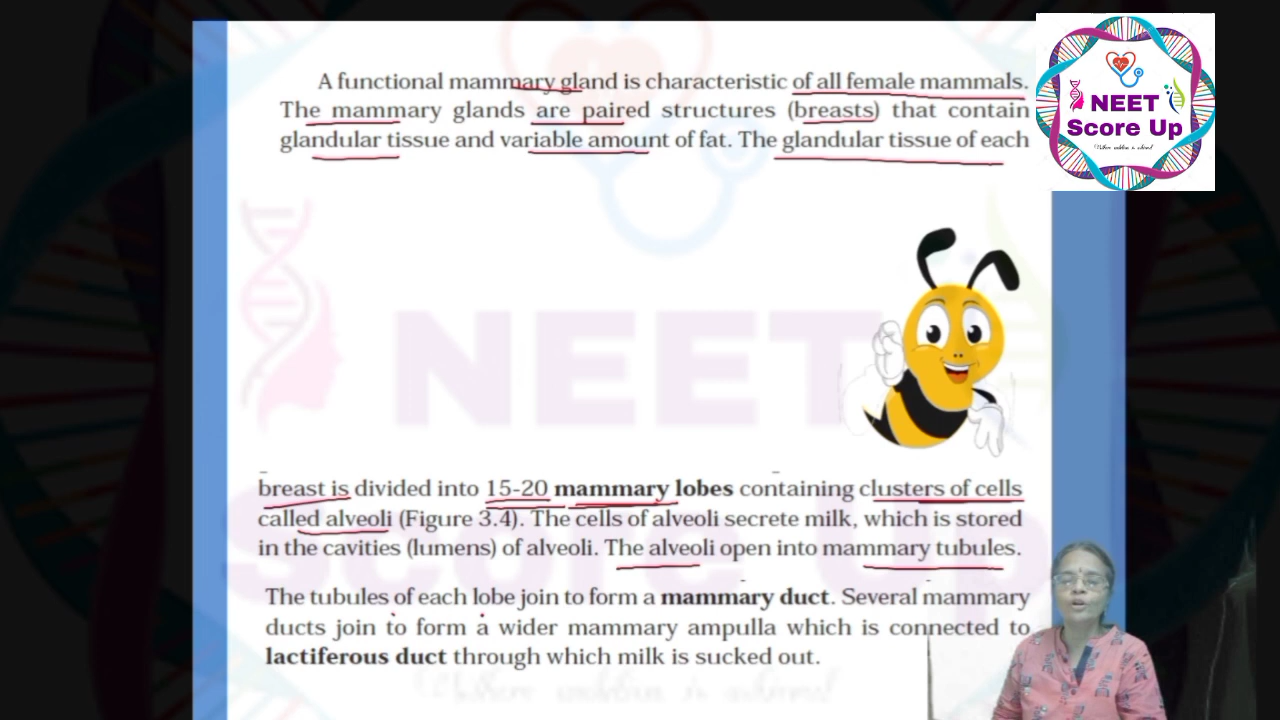 A functional mammary gland is characteristic of all female mammals.
The mammary glands are paired structures (breasts) that contain
glandular tissue and variable amount of fat. The glandular tissue of each
NEET
Score Up
NEET
breast is divided into 15-20 mammary lobes containing clusters of cells
called alveoli (Figure 3.4). The cells of alveoli secrete milk, which is stored
in the cavities (lumens) of alveoli. The alveoli open into mammary tubules.
Score Up
The tubules of each lobe join to form a mammary duct. Several mammary
ducts join to form a wider mammary ampulla which is connected to
lactiferous duct through which milk is sucked out.